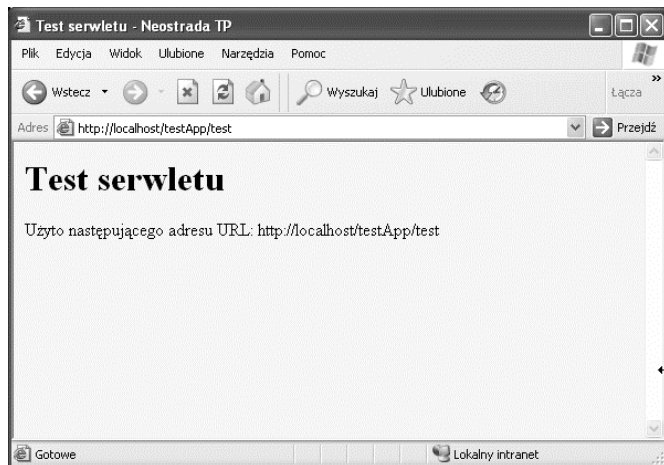 Test serwletu - Neostrada TP
Plik Edycja Widok Ulubione Narzędzia Pomoc
Wstecz Wyszukaj Ulubione Łącza »
Adres http://localhost/testApp/test Przejdź
Test serwletu
Użyto następującego adresu URL: http://localhost/testApp/test
Gotowe Lokalny intranet